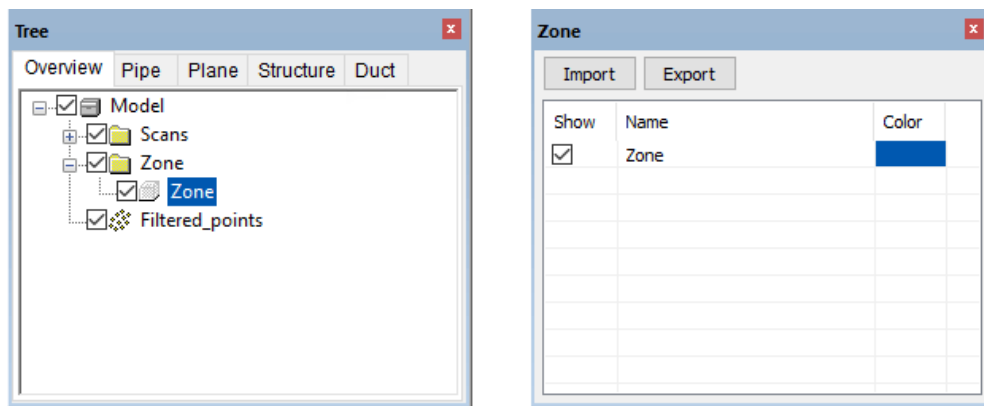 Tree
Overview Pipe Plane Structure Duct
Model
Scans
Zone
Zone
Filtered_points
Zone
Import Export
Show Name Color
Zone